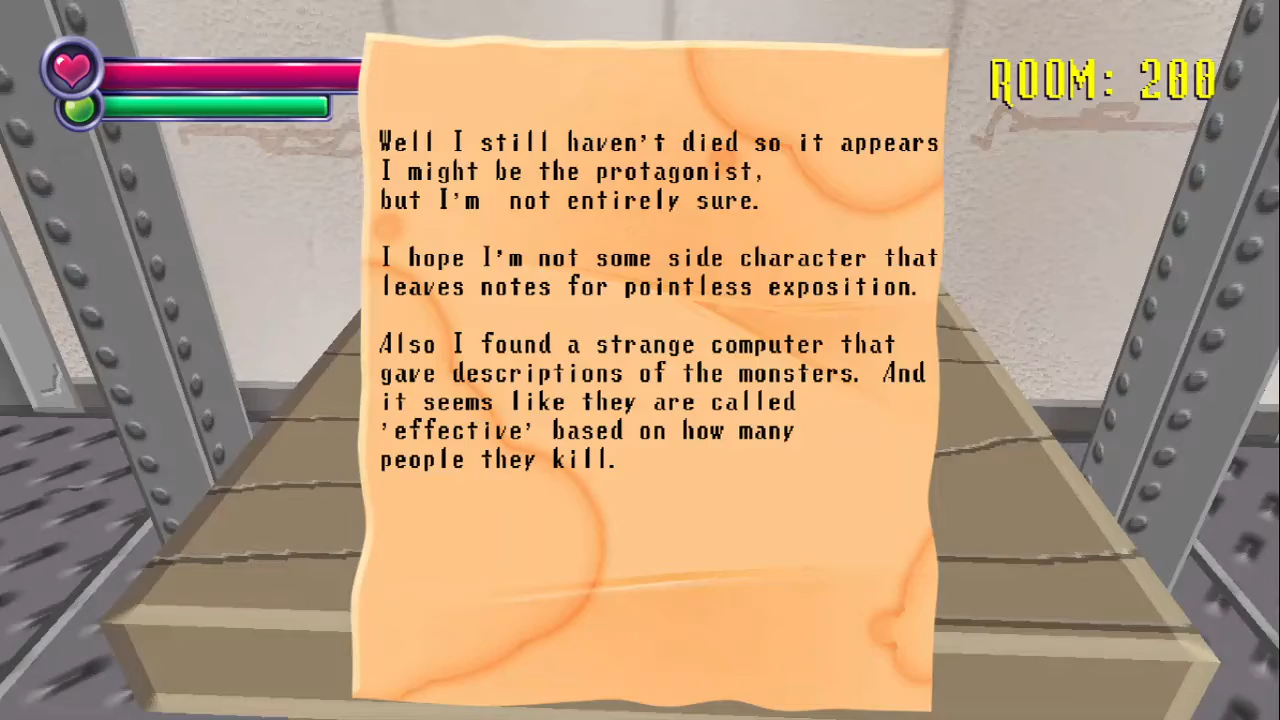 ROOM: 200
Well I still haven't died so it appears
I might be the protagonist,
but I'm  not entirely sure.
I hope I'm not some side character that
leaves notes for pointless exposition.
Also I found a strange computer that
gave descriptions of the monsters.  And
it seems like they are called
'effective' based on how many
people they kill.